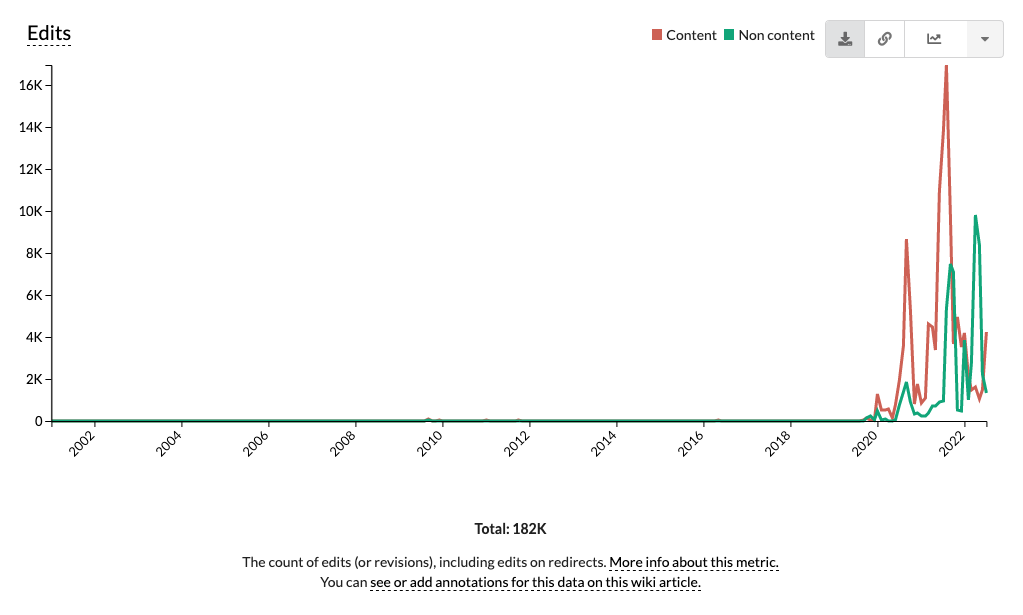 Edits
Content Non content
16K
14K
12K
10K
8K
6K
4K
2K
0
2002 2004 2006 2008 2010 2012 2014 2016 2018 2020 2022
Total: 182K
The count of edits (or revisions), including edits on redirects. More info about this metric.
You can see or add annotations for this data on this wiki article.